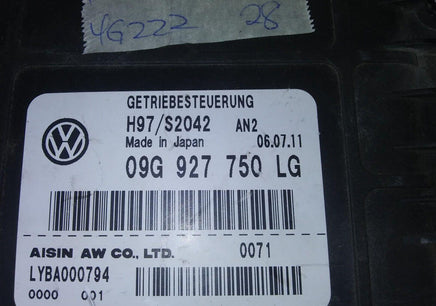 4G222 28
GETRIEBESTEUERUNG
H97/S2042 AN2
Made in Japan 06.07.11
09G 927 750 LG
AISIN AW CO., LTD. 0071
LYBA000794
0000 001